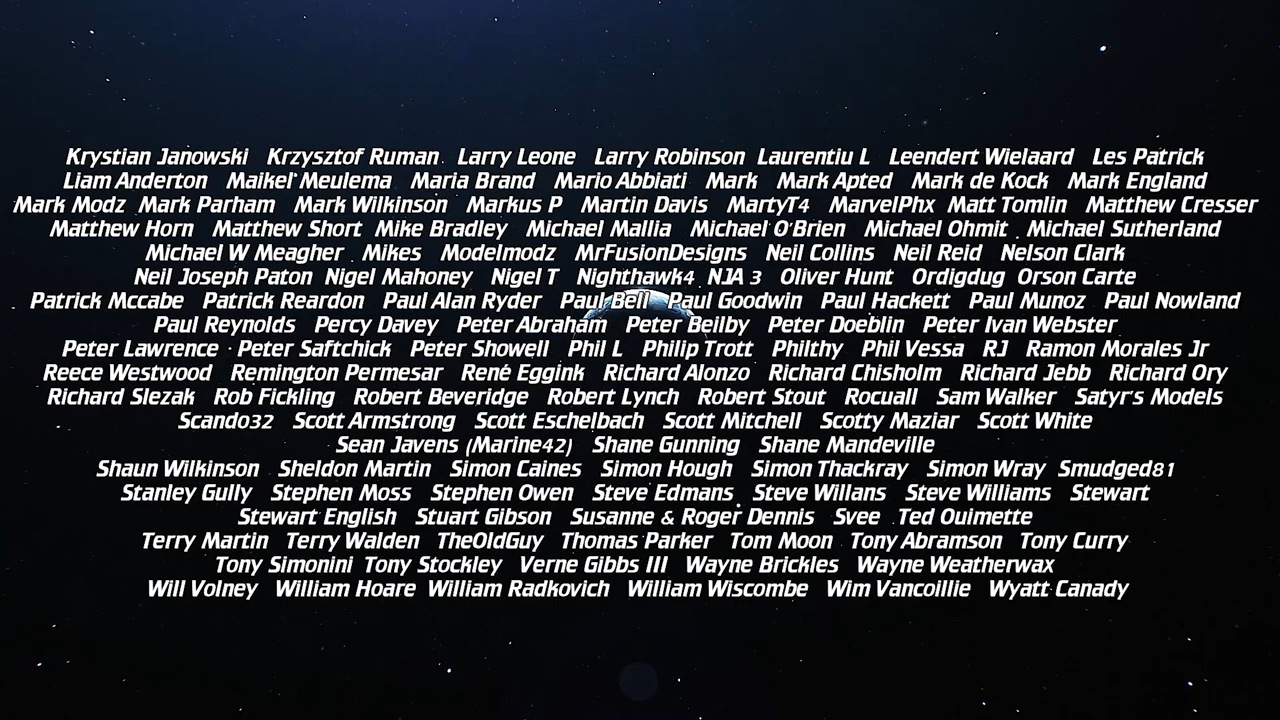 Krystian Janowski Krzysztof Ruman Larry Leone Larry Robinson Laurentiu L Leendert Wielaard Les Patrick
Liam Anderton Maikel Meulema Maria Brand Mario Abbiati Mark Mark Apted Mark de Kock Mark England
Mark Modz Mark Parham Mark Wilkinson Markus P Martin Davis MartyT4 MarvelPhx Matt Tomlin Matthew Cresser
Matthew Horn Matthew Short Mike Bradley Michael Mallia Michael O'Brien Michael Ohmit Michael Sutherland
Michael W Meagher Mikes Modelmodz MrFusionDesigns Neil Collins Neil Reid Nelson Clark
Neil Joseph Paton Nigel Mahoney Nigel T Nighthawk4 NJA 3 Oliver Hunt Ordigdug Orson Carte
Patrick Mccabe Patrick Reardon Paul Alan Ryder Paul Bell Paul Goodwin Paul Hackett Paul Munoz Paul Nowland
Paul Reynolds Percy Davey Peter Abraham Peter Beilby Peter Doeblin Peter Ivan Webster
Peter Lawrence Peter Saftchick Peter Showell Phil L Philip Trott Philthy Phil Vessa RJ Ramon Morales Jr
Reece Westwood Remington Permesar René Eggink Richard Alonzo Richard Chisholm Richard Jebb Richard Ory
Richard Slezak Rob Fickling Robert Beveridge Robert Lynch Robert Stout Rocuall Sam Walker Satyr's Models
Scando32 Scott Armstrong Scott Eschelbach Scott Mitchell Scotty Maziar Scott White
Sean Javens (Marine42) Shane Gunning Shane Mandeville
Shaun Wilkinson Sheldon Martin Simon Caines Simon Hough Simon Thackray Simon Wray Smudged81
Stanley Gully Stephen Moss Stephen Owen Steve Edmans Steve Willans Steve Williams Stewart
Stewart English Stuart Gibson Susanne & Roger Dennis Svee Ted Ouimette
Terry Martin Terry Walden TheOldGuy Thomas Parker Tom Moon Tony Abramson Tony Curry
Tony Simonini Tony Stockley Verne Gibbs III Wayne Brickles Wayne Weatherwax
Will Volney William Hoare William Radkovich William Wiscombe Wim Vancoillie Wyatt Canady